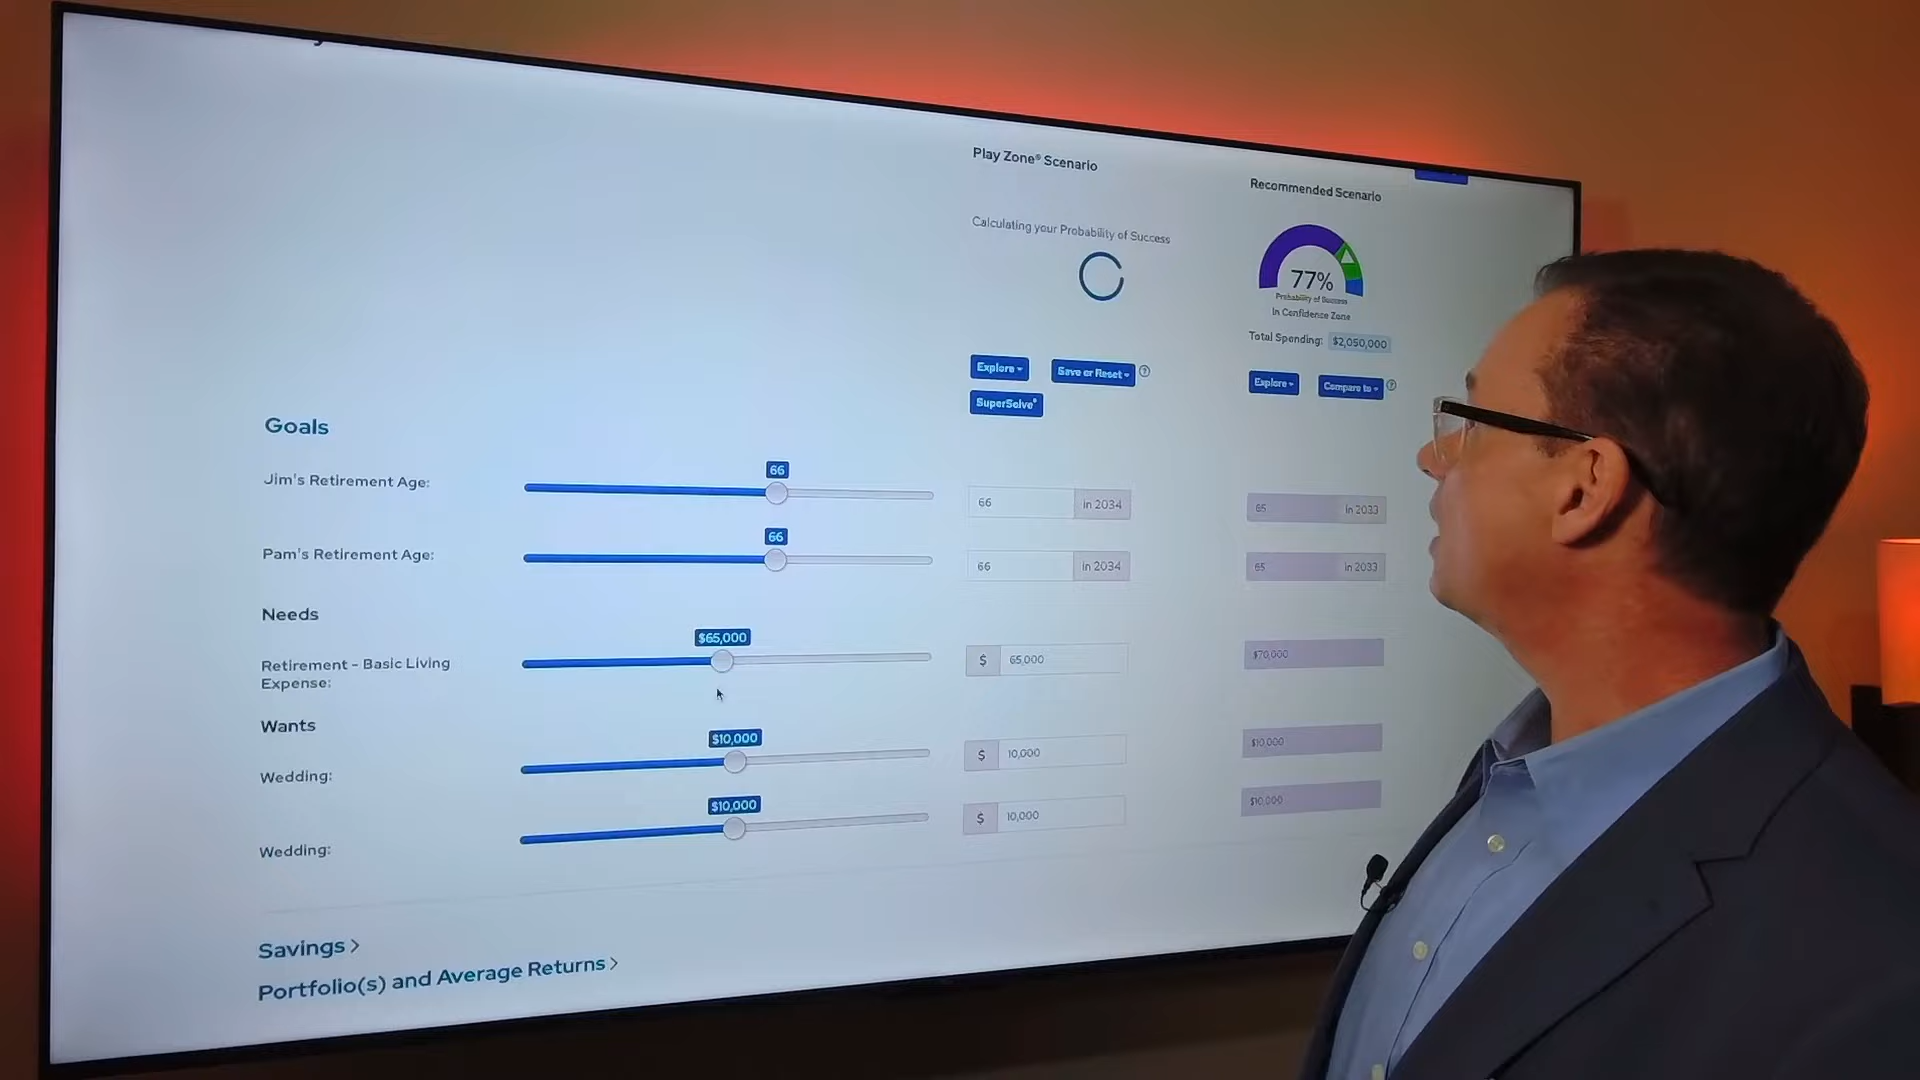 Play Zone® Scenario
Recommended Scenario
Calculating your Probability of Success
77%
Probability of Success
In Confidence Zone
Total Spending: $2,050,000
Explore
Save or Reset
?
Explore
Compare to
?
SuperSolve®
Goals
Jim's Retirement Age:
66
66
in 2034
65
in 2033
Pam's Retirement Age:
66
66
in 2034
65
in 2033
Needs
Retirement - Basic Living
Expense:
$65,000
$
65,000
$70,000
Wants
Wedding:
$10,000
$
10,000
$10,000
Wedding:
$10,000
$
10,000
$10,000
Savings >
Portfolio(s) and Average Returns >